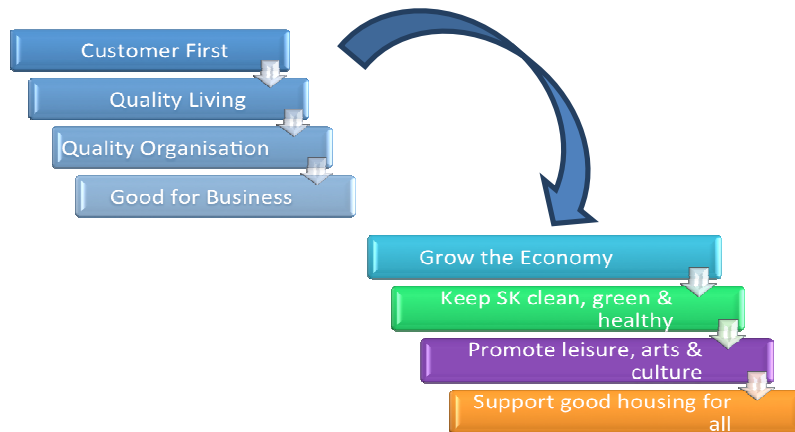 Customer First
Quality Living
Quality Organisation
Good for Business
Grow the Economy
Keep SK clean, green &
healthy
Promote leisure, arts &
culture
Support good housing for
all